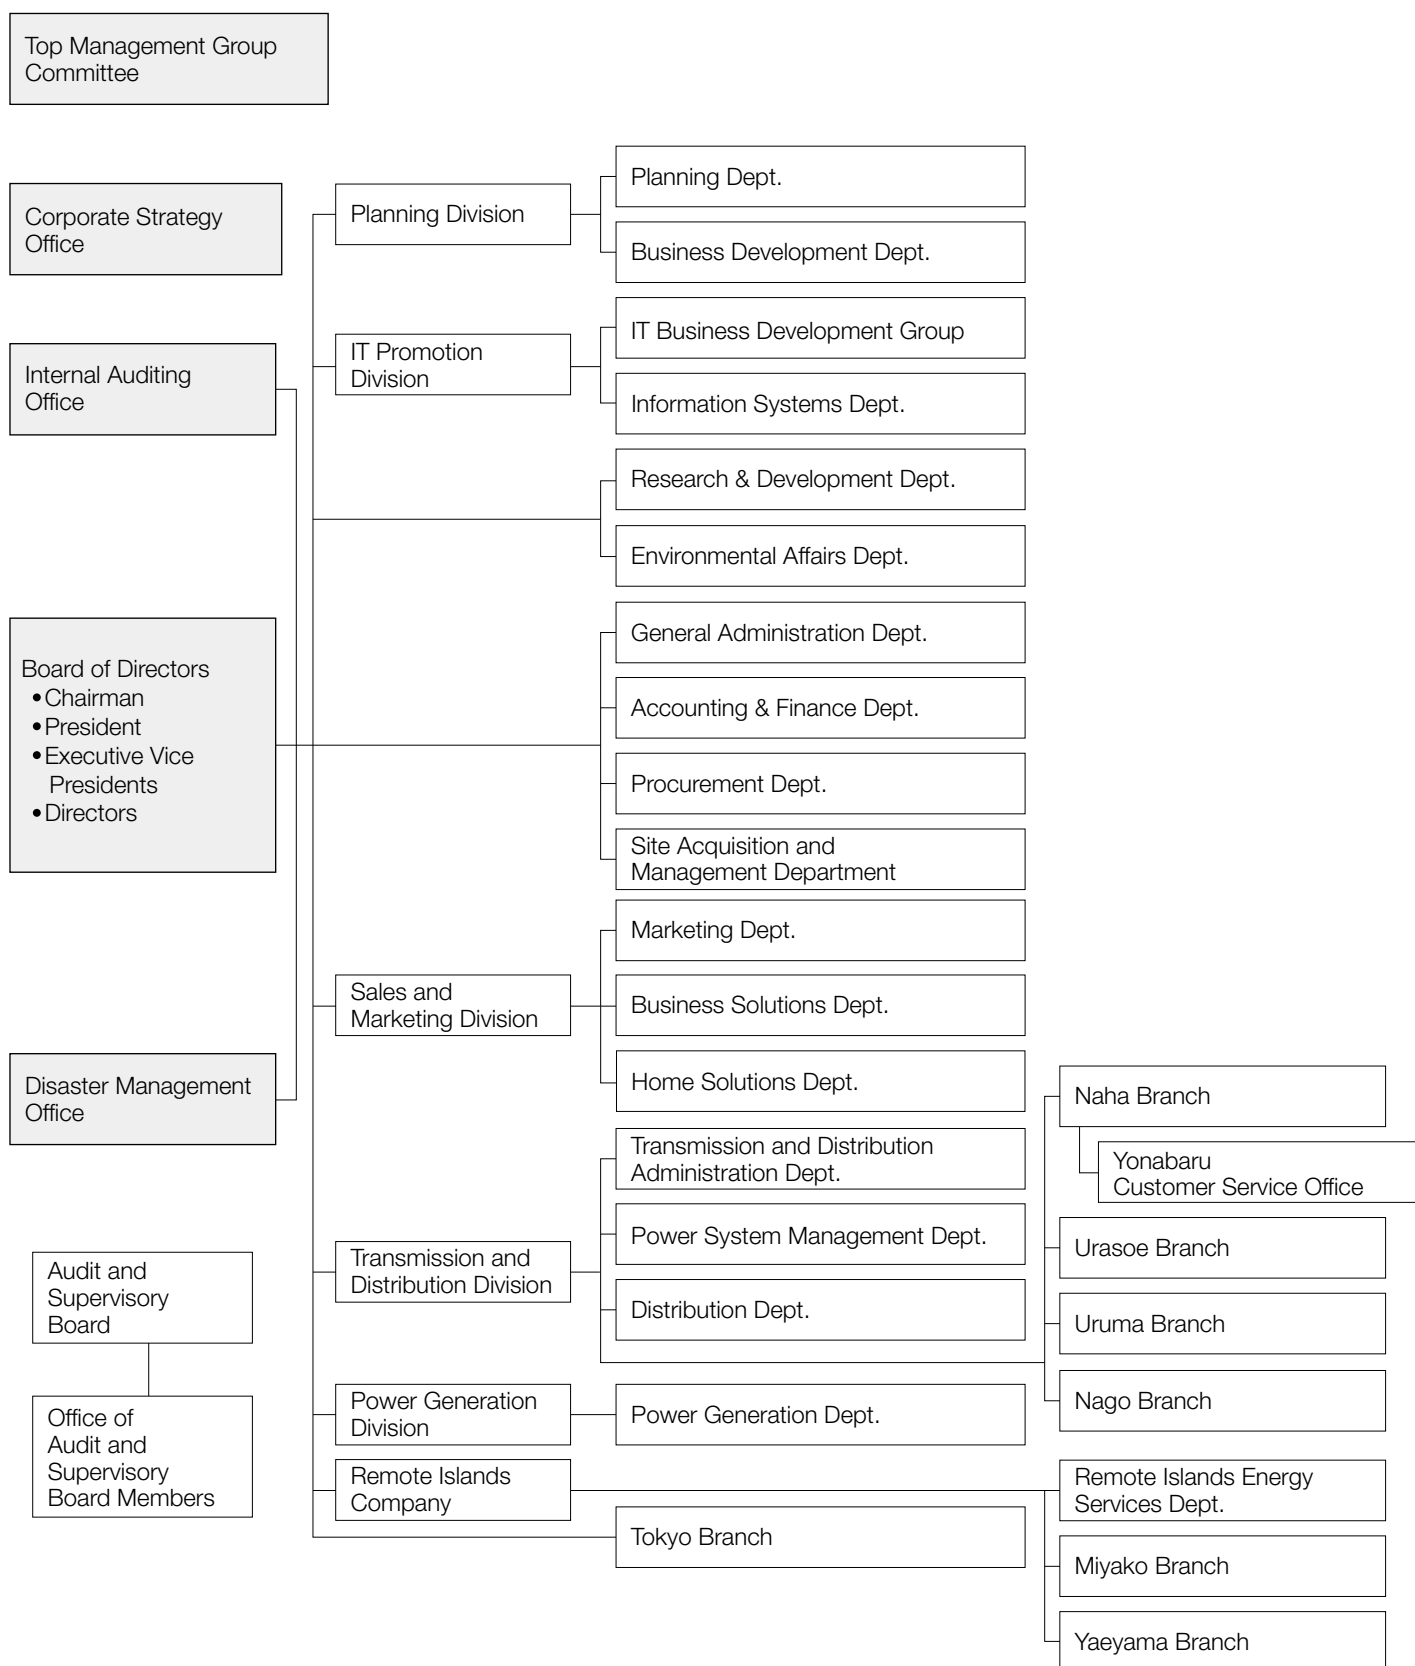 Top Management Group
Committee
Corporate Strategy
Office
Internal Auditing
Office
Board of Directors
•Chairman
•President
•Executive Vice
Presidents
•Directors
Disaster Management
Office
Audit and
Supervisory
Board
Office of
Audit and
Supervisory
Board Members
Planning Division
Planning Dept.
Business Development Dept.
IT Promotion
Division
IT Business Development Group
Information Systems Dept.
Research & Development Dept.
Environmental Affairs Dept.
General Administration Dept.
Accounting & Finance Dept.
Procurement Dept.
Site Acquisition and
Management Department
Sales and
Marketing Division
Marketing Dept.
Business Solutions Dept.
Home Solutions Dept.
Transmission and
Distribution Division
Transmission and Distribution
Administration Dept.
Power System Management Dept.
Distribution Dept.
Naha Branch
Yonabaru
Customer Service Office
Urasoe Branch
Uruma Branch
Nago Branch
Power Generation
Division
Power Generation Dept.
Remote Islands
Company
Remote Islands Energy
Services Dept.
Miyako Branch
Yaeyama Branch
Tokyo Branch